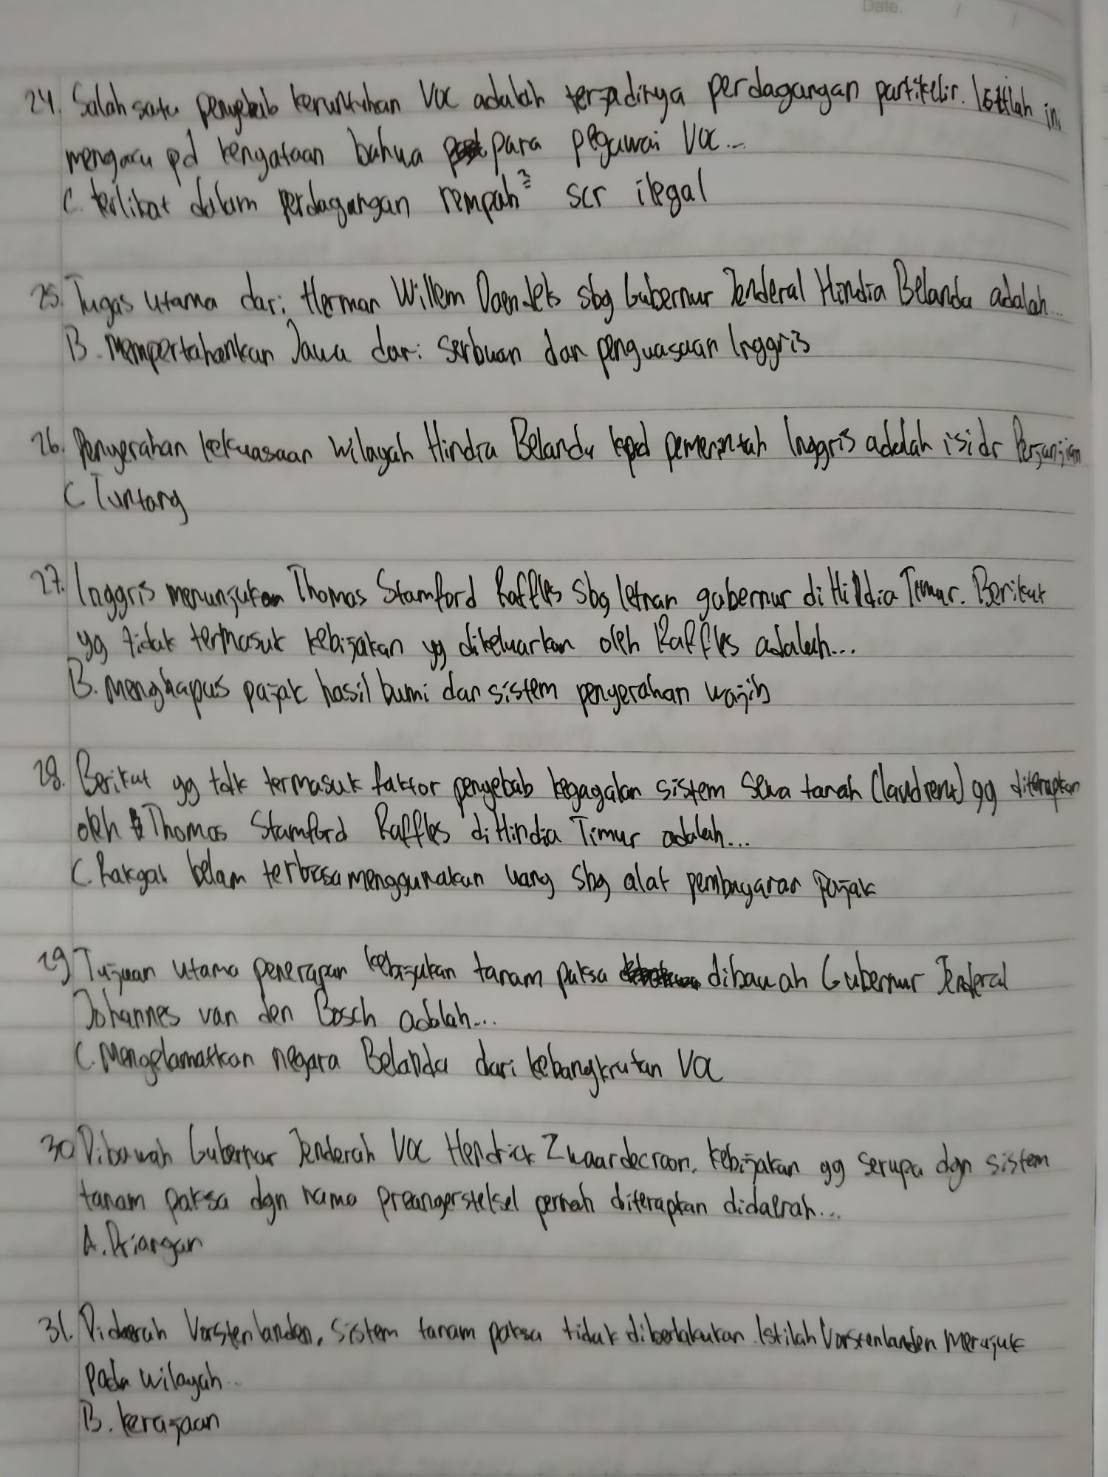 Date. / /
24. Salah satu penyebab keruntuhan VOC adalah terjadinya perdagangan partikelir. Istilah in
mengacu pd kenyataan bahwa para pegawai VOC...
C. terlibat dalam perdagangan rempah² scr ilegal
25. Tugas utama dari Herman Willem Daendels sbg Gubernur Jenderal Hindia Belanda adalah...
B. Mempertahankan Jawa dari serbuan dan penguasaan Inggris
26. Penyerahan kekuasaan wilayah Hindia Belanda kpd pemerintah Inggris adalah isi dr Perjanjian
C Tuntang
27. Inggris menunjukan Thomas Stamford Raffles sbg letnan gubernur di Hildia Timur. Berikut
yg tidak termasuk kebijakan yg dikeluarkan oleh Raffles adalah...
B. Menghapus pajak hasil bumi dan sistem penyerahan wajib
28. Berikut yg tdk termasuk faktor penyebab kegagalan sistem sewa tanah (landrent) yg diterapkan
oleh Thomas Stamford Raffles di Hindia Timur adalah...
C. Rakyat belam terbiasa menggunakan uang sbg alat pembayaran pajak
29 Tujuan utama penerapan kebijakan tanam paksa dibawah Gubernur Jenderal
Johannes van den Bosch adalah...
C. Menyelamatkan negara Belanda dari kebangkrutan VOC
30 Dibawah Gubernur Jenderah VOC Hendrick Zwaardecroon, kebijakan yg serupa dgn sistem
tanam paksa dgn nama Preangerstelsel pernah diterapkan didaerah...
A. Priangan
31. Didaerah Vorstenlanden, sistem tanam paksa tidak diberlakukan. Istilah Vorstenlanden merujuk
pada wilayah...
B. kerajaan